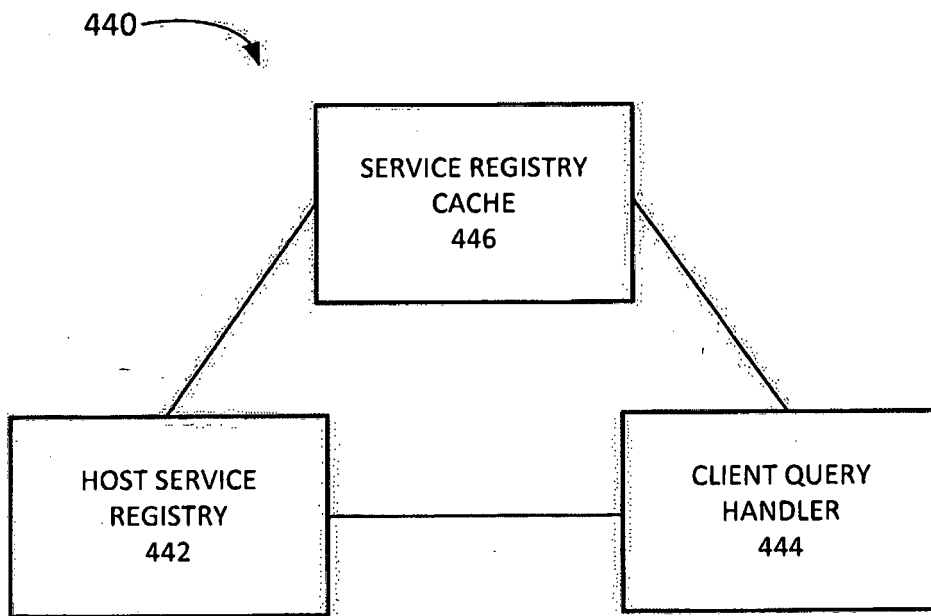 440
SERVICE REGISTRY
CACHE
446
HOST SERVICE
REGISTRY
442
CLIENT QUERY
HANDLER
444